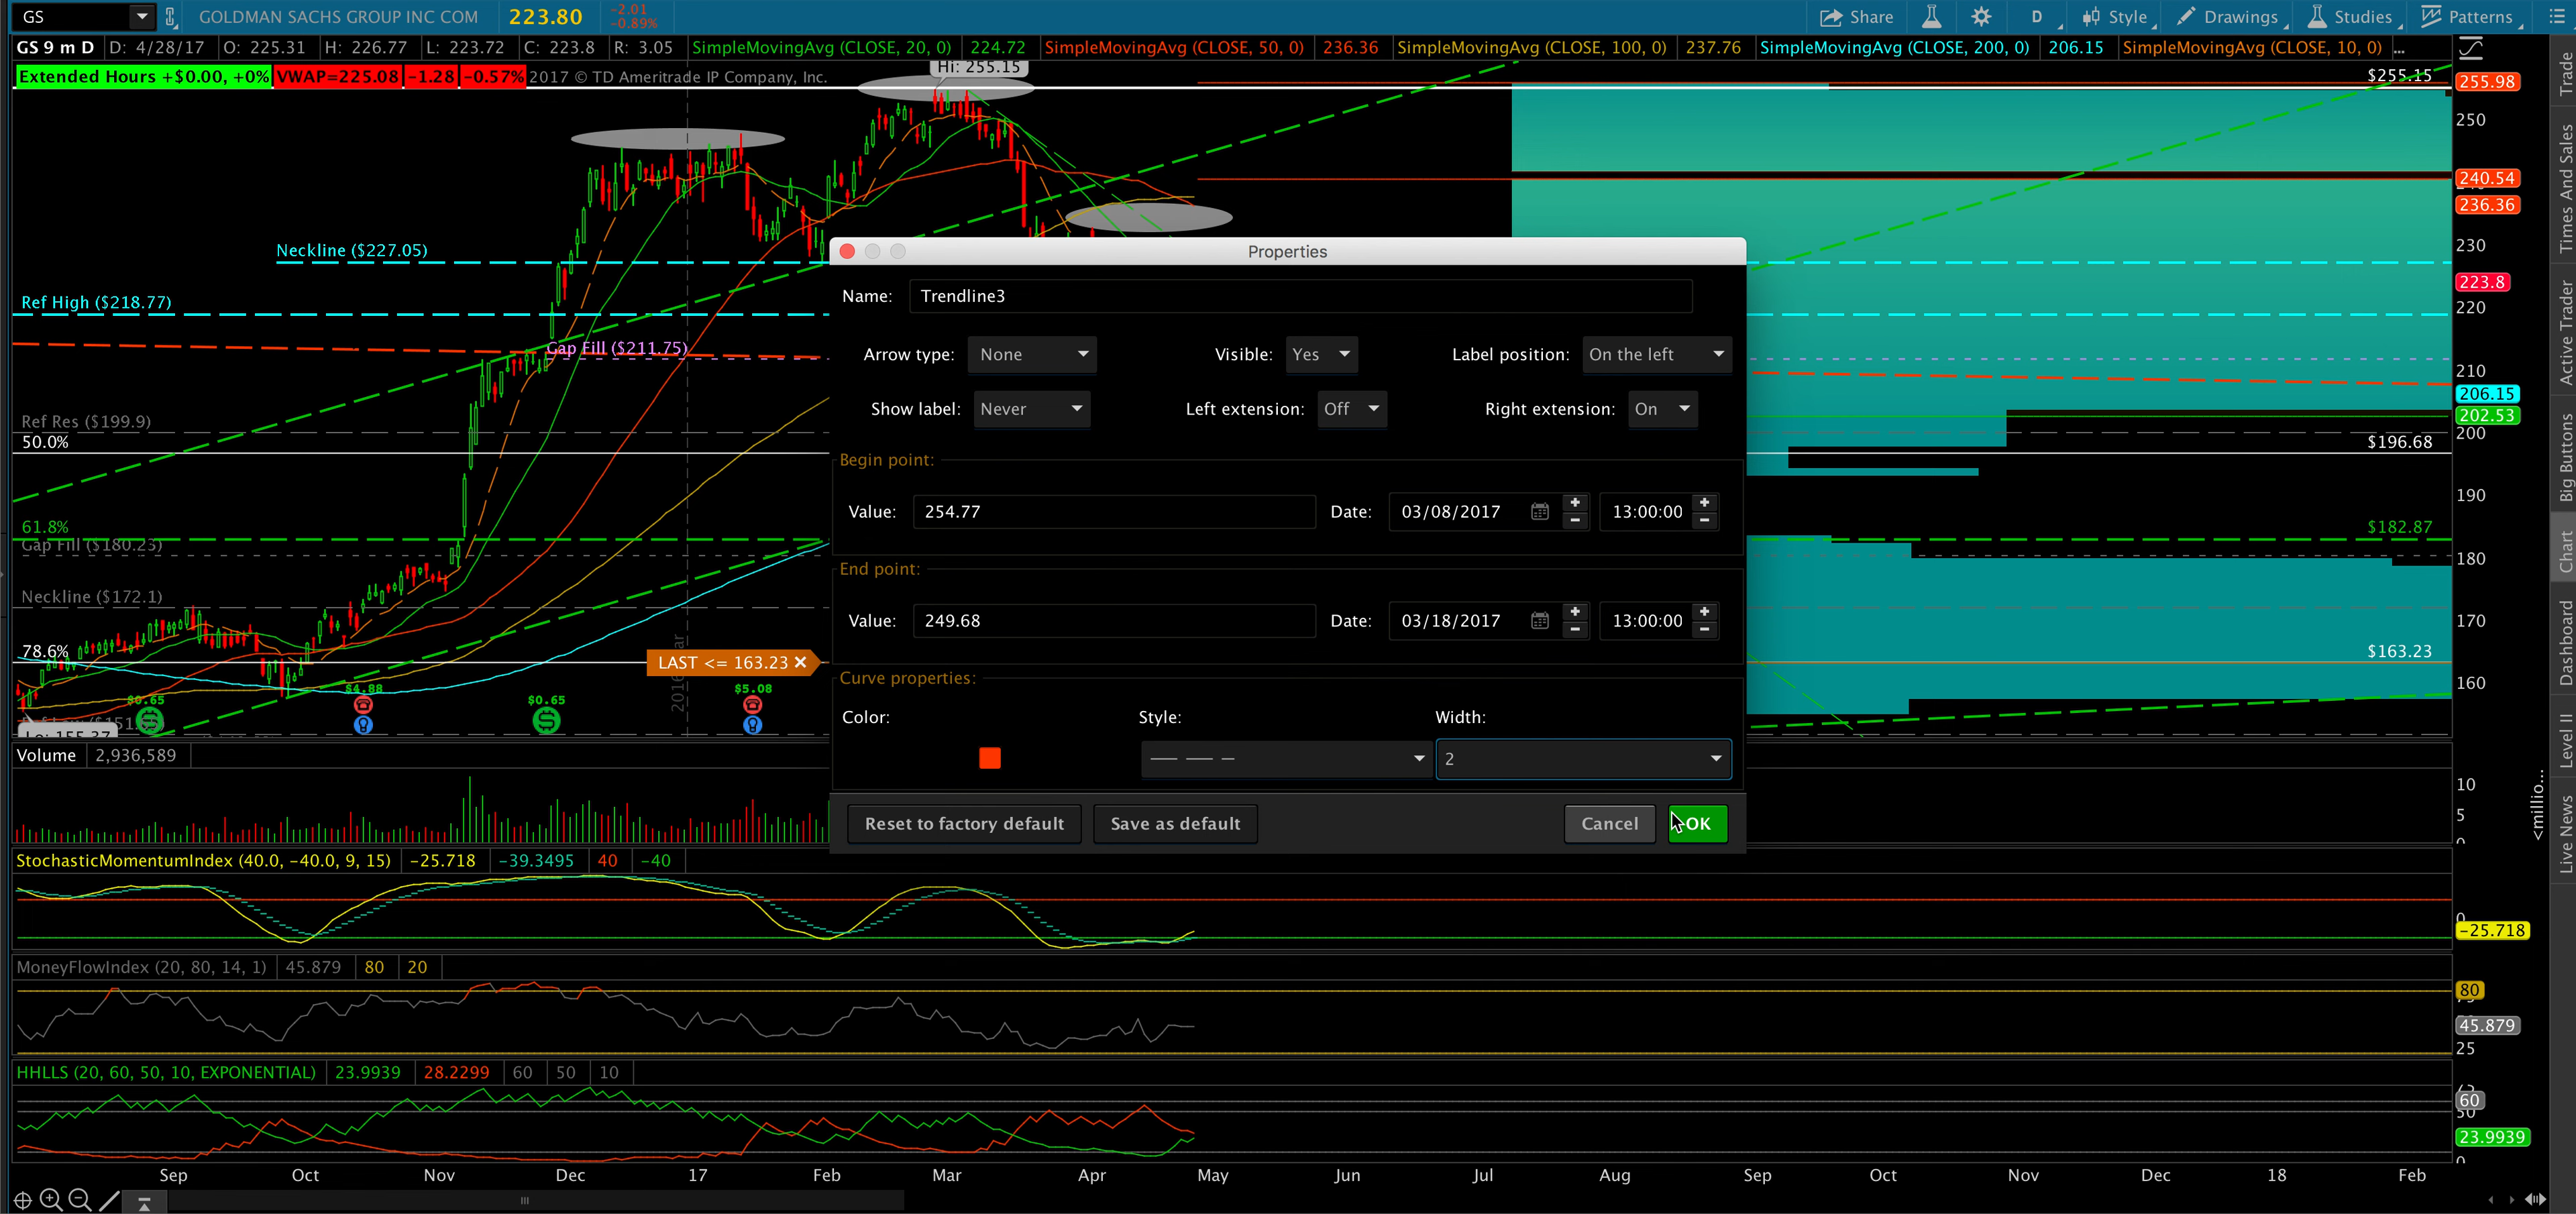 GS GOLDMAN SACHS GROUP INC COM 223.80 -2.01 -0.89% Share D Style Drawings Studies Patterns
GS 9 m D D: 4/28/17 O: 225.31 H: 226.77 L: 223.72 C: 223.8 R: 3.05 SimpleMovingAvg (CLOSE, 20, 0) 224.72 SimpleMovingAvg (CLOSE, 50, 0) 236.36 SimpleMovingAvg (CLOSE, 100, 0) 237.76 SimpleMovingAvg (CLOSE, 200, 0) 206.15 SimpleMovingAvg (CLOSE, 10, 0) ...
Extended Hours +$0.00, +0% VWAP=225.08 -1.28 -0.57% 2017 © TD Ameritrade IP Company, Inc.
Hi: 255.15
$255.15
255.98
250
240.54
236.36
Neckline ($227.05)
230
223.8
Ref High ($218.77)
220
Gap Fill ($211.75)
210
206.15
202.53
Ref Res ($199.9)
200
50.0%
$196.68
190
61.8%
$182.87
Gap Fill ($180.23)
180
Neckline ($172.1)
170
78.6%
LAST <= 163.23 ×
$163.23
160
$0.65
$4.88
$0.65
$5.08
Lo: 155.37
Properties
Name: Trendline3
Arrow type: None Visible: Yes Label position: On the left
Show label: Never Left extension: Off Right extension: On
Begin point:
Value: 254.77 Date: 03/08/2017 13:00:00
End point:
Value: 249.68 Date: 03/18/2017 13:00:00
Curve properties:
Color: Style: Width:
2
Reset to factory default Save as default Cancel OK
Volume 2,936,589
10
5
0
<millio...
StochasticMomentumIndex (40.0, -40.0, 9, 15) -25.718 -39.3495 40 -40
0
-25.718
MoneyFlowIndex (20, 80, 14, 1) 45.879 80 20
80
45.879
25
HHLLS (20, 60, 50, 10, EXPONENTIAL) 23.9939 28.2299 60 50 10
75
60
50
23.9939
0
Sep Oct Nov Dec 17 Feb Mar Apr May Jun Jul Aug Sep Oct Nov Dec 18 Feb
Trade
Times And Sales
Active Trader
Big Buttons
Chart
Dashboard
Level II
Live News